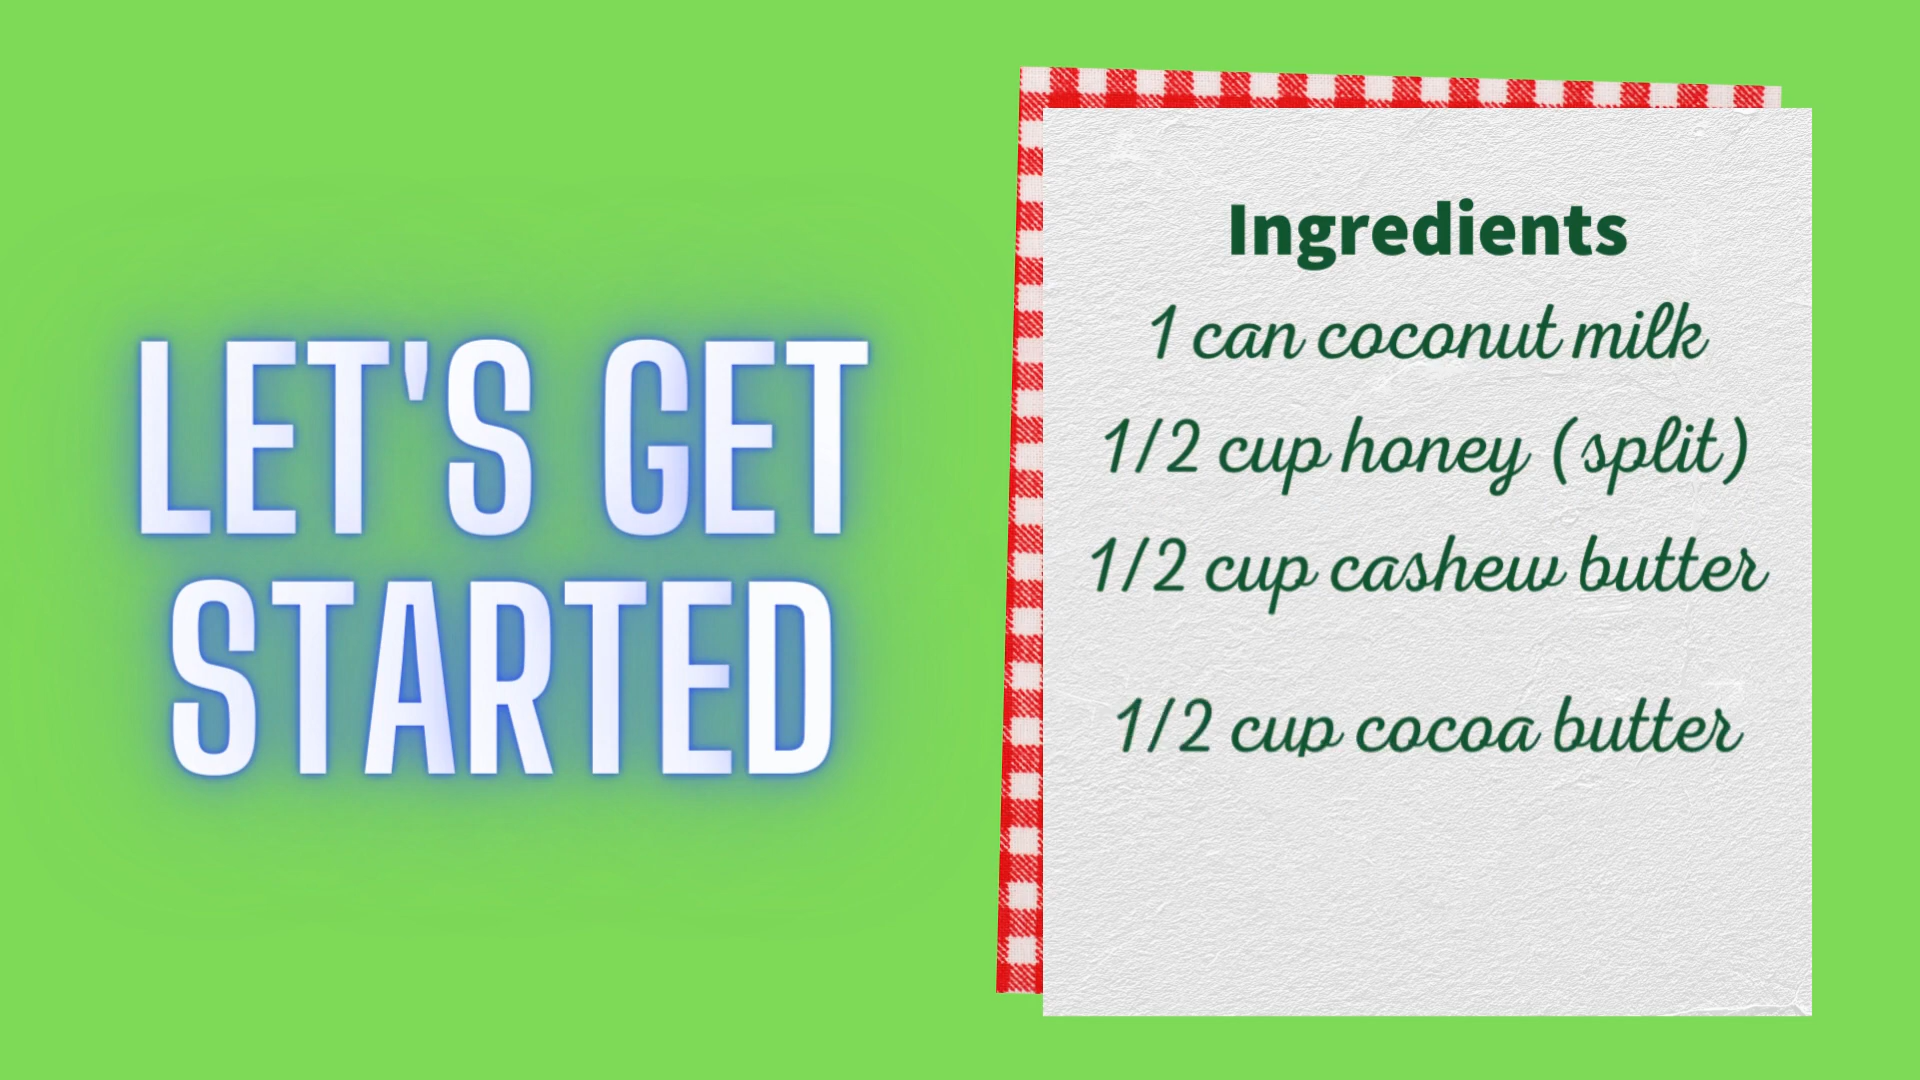 LET'S GET
STARTED
Ingredients
1 can coconut milk
1/2 cup honey (split)
1/2 cup cashew butter
1/2 cup cocoa butter